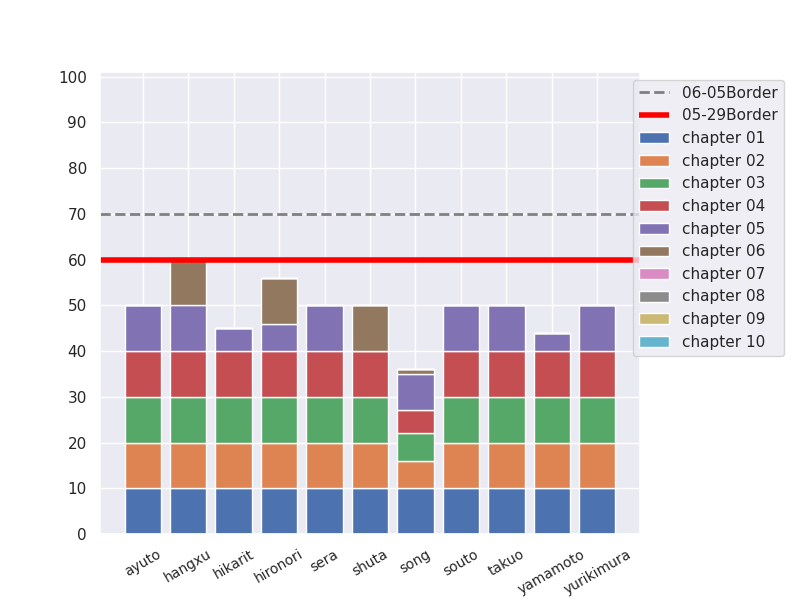 100
90
80
70
60
50
40
30
20
10
0
ayuto
hangxu
hikarit
hironori
sera
shuta
song
souto
takuo
yamamoto
yurikimura
06-05Border
05-29Border
chapter 01
chapter 02
chapter 03
chapter 04
chapter 05
chapter 06
chapter 07
chapter 08
chapter 09
chapter 10